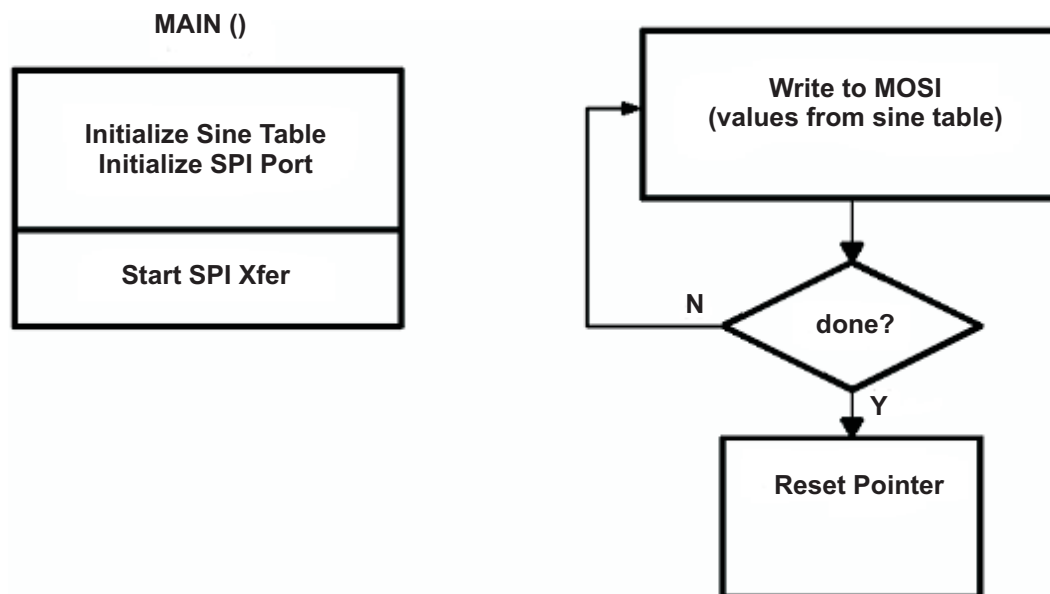 MAIN ()
Initialize Sine Table
Initialize SPI Port
Start SPI Xfer
Write to MOSI
(values from sine table)
N
done?
Y
Reset Pointer